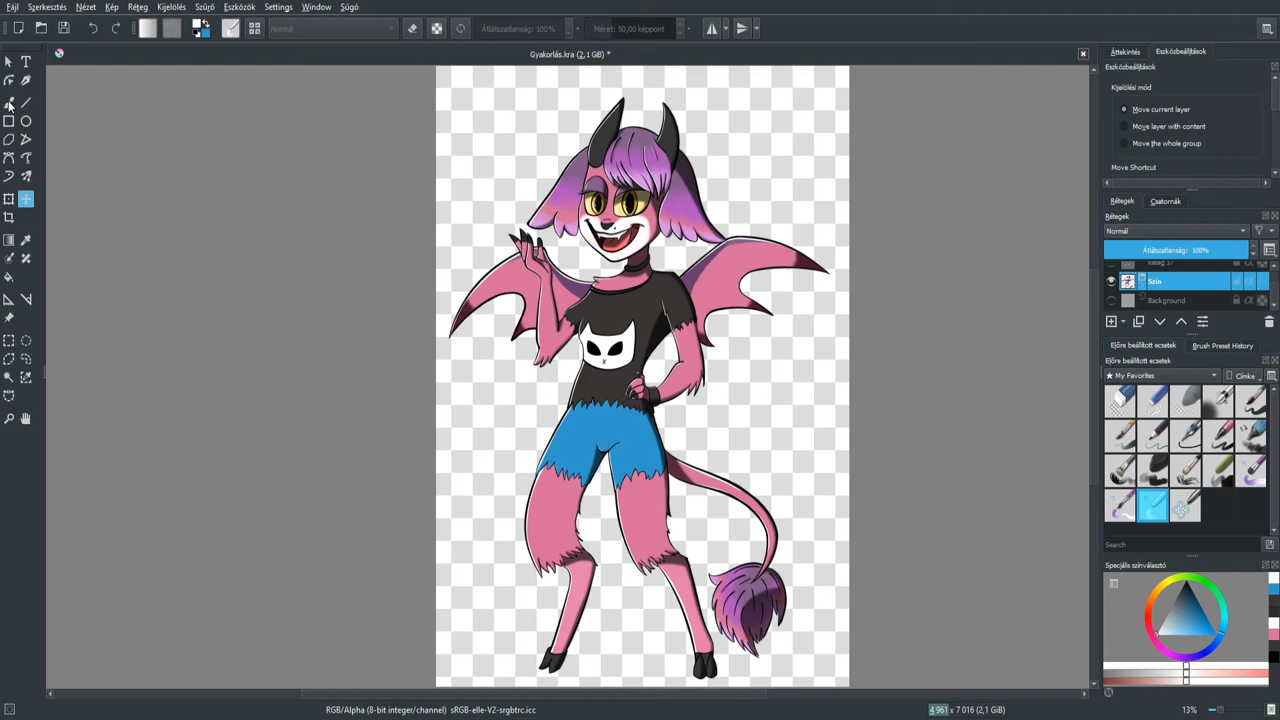 Fájl Szerkesztés Nézet Kép Réteg Kijelölés Szűrő Eszközök Settings Window Súgó
Normál Átlátszatlanság: 100% Méret: 50,00 képpont
Gyakorlás.kra (2,1 GiB) *
Áttekintés Eszközbeállítások
Eszközbeállítások
Kijelölési mód
Move current layer
Move layer with content
Move the whole group
Move Shortcut
Rétegek Csatornák
Rétegek
Normál
Átlátszatlanság: 100%
Réteg 37
Szín
Background
Előre beállított ecsetek Brush Preset History
Előre beállított ecsetek
★ My Favorites Címke
Search
Speciális színválasztó
RGB/Alpha (8-bit integer/channel) sRGB-elle-V2-srgbtrc.icc 4 961 x 7 016 (2,1 GiB) 13%